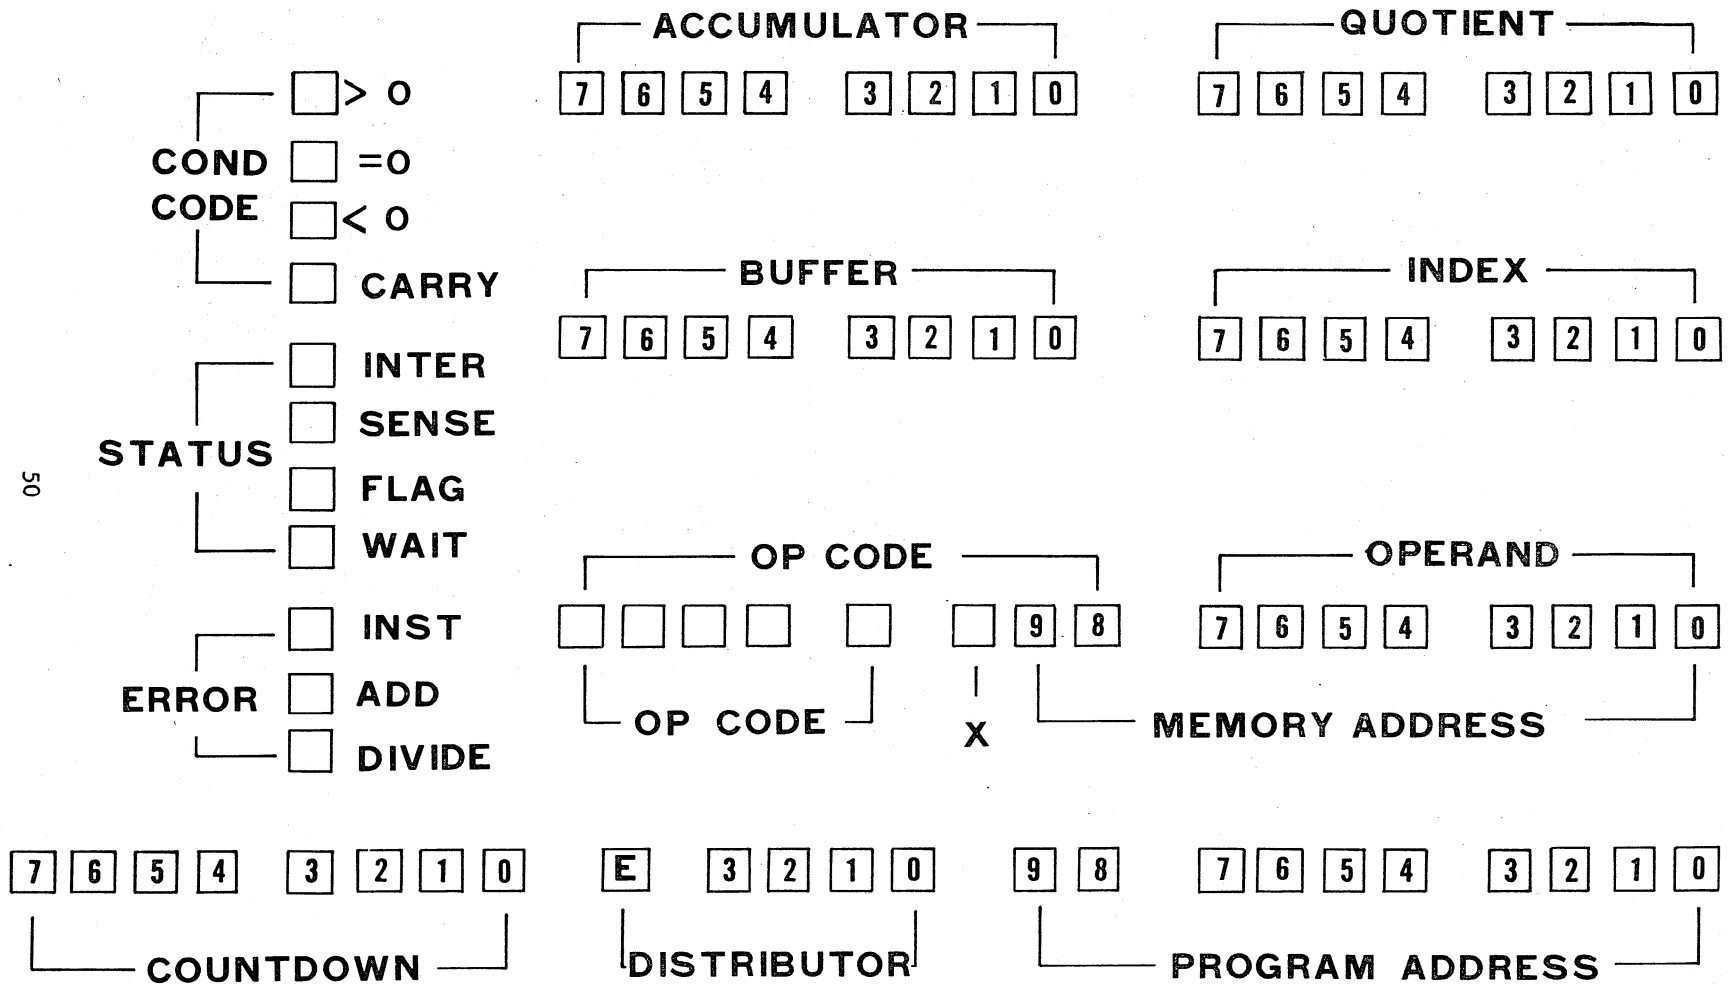 ACCUMULATOR
7 6 5 4 3 2 1 0
QUOTIENT
7 6 5 4 3 2 1 0
COND
CODE
> 0
=0
< 0
CARRY
BUFFER
7 6 5 4 3 2 1 0
INDEX
7 6 5 4 3 2 1 0
STATUS
INTER
SENSE
FLAG
WAIT
50
OP CODE
9 8
OP CODE
X
OPERAND
7 6 5 4 3 2 1 0
MEMORY ADDRESS
ERROR
INST
ADD
DIVIDE
7 6 5 4 3 2 1 0
COUNTDOWN
E 3 2 1 0
DISTRIBUTOR
9 8 7 6 5 4 3 2 1 0
PROGRAM ADDRESS